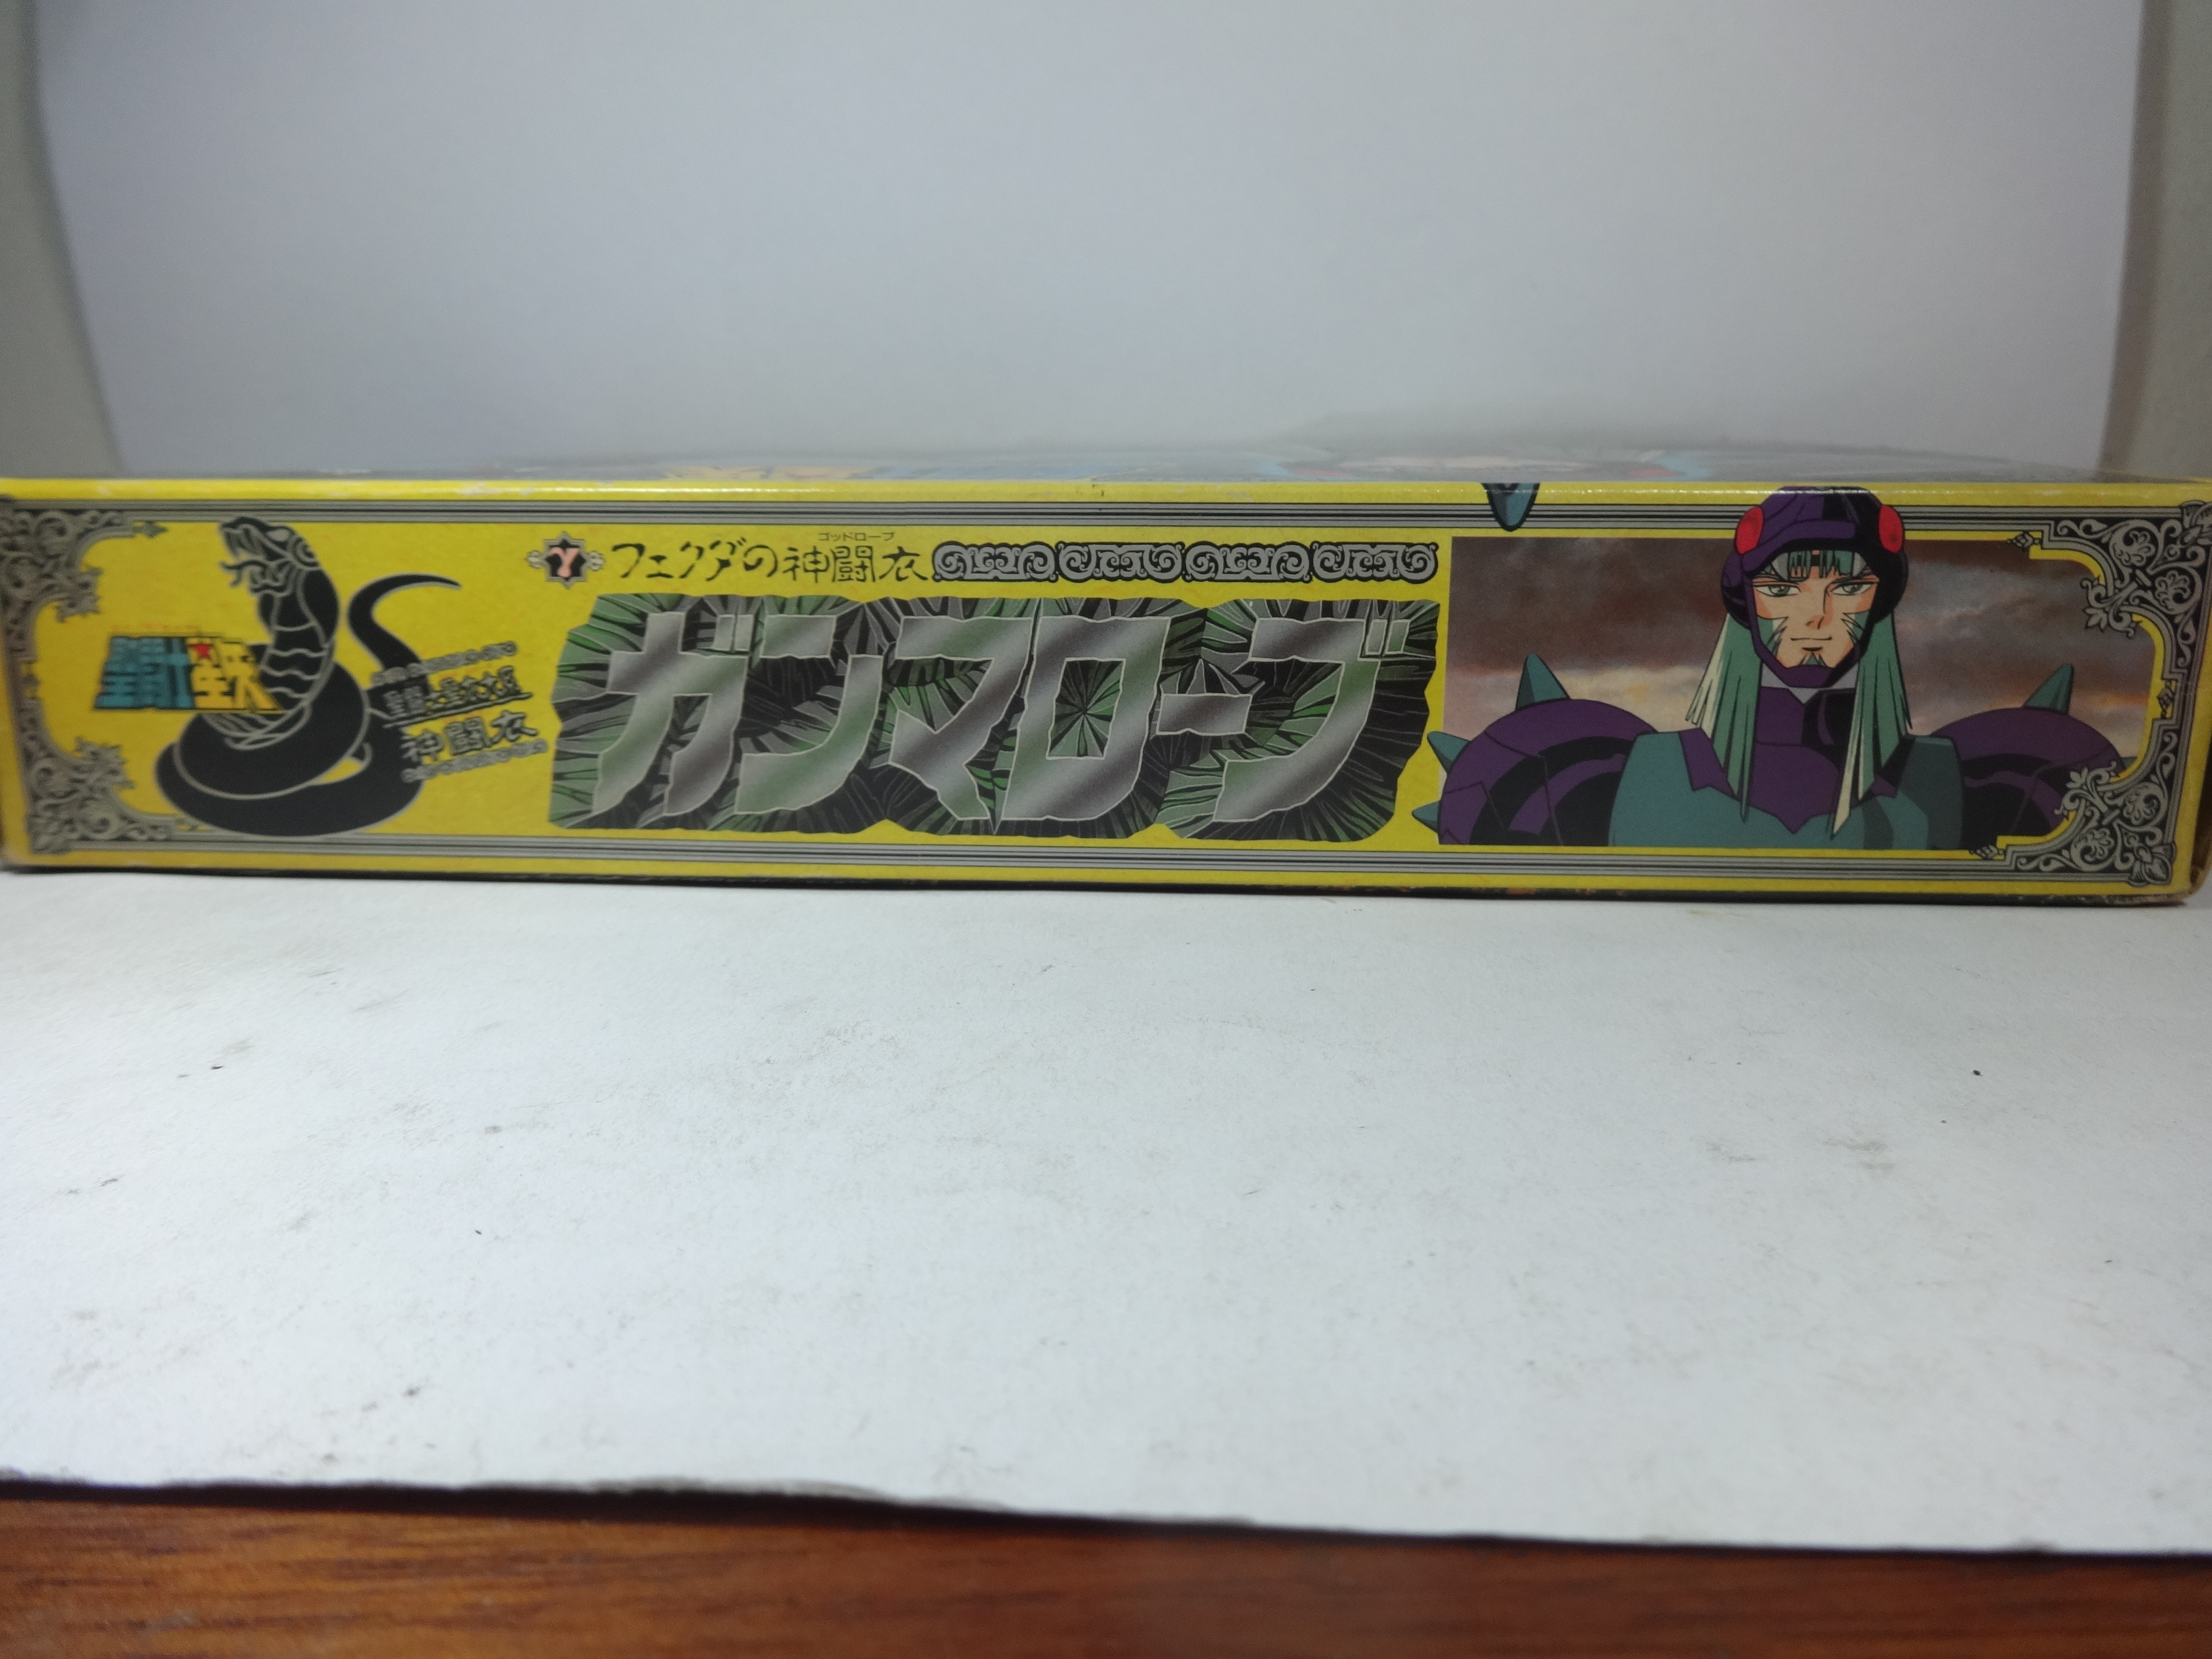 聖闘士星矢
聖闘士聖衣大系
神闘衣
γ フェクダの神闘衣
ゴッドローブ
ガンマローブ